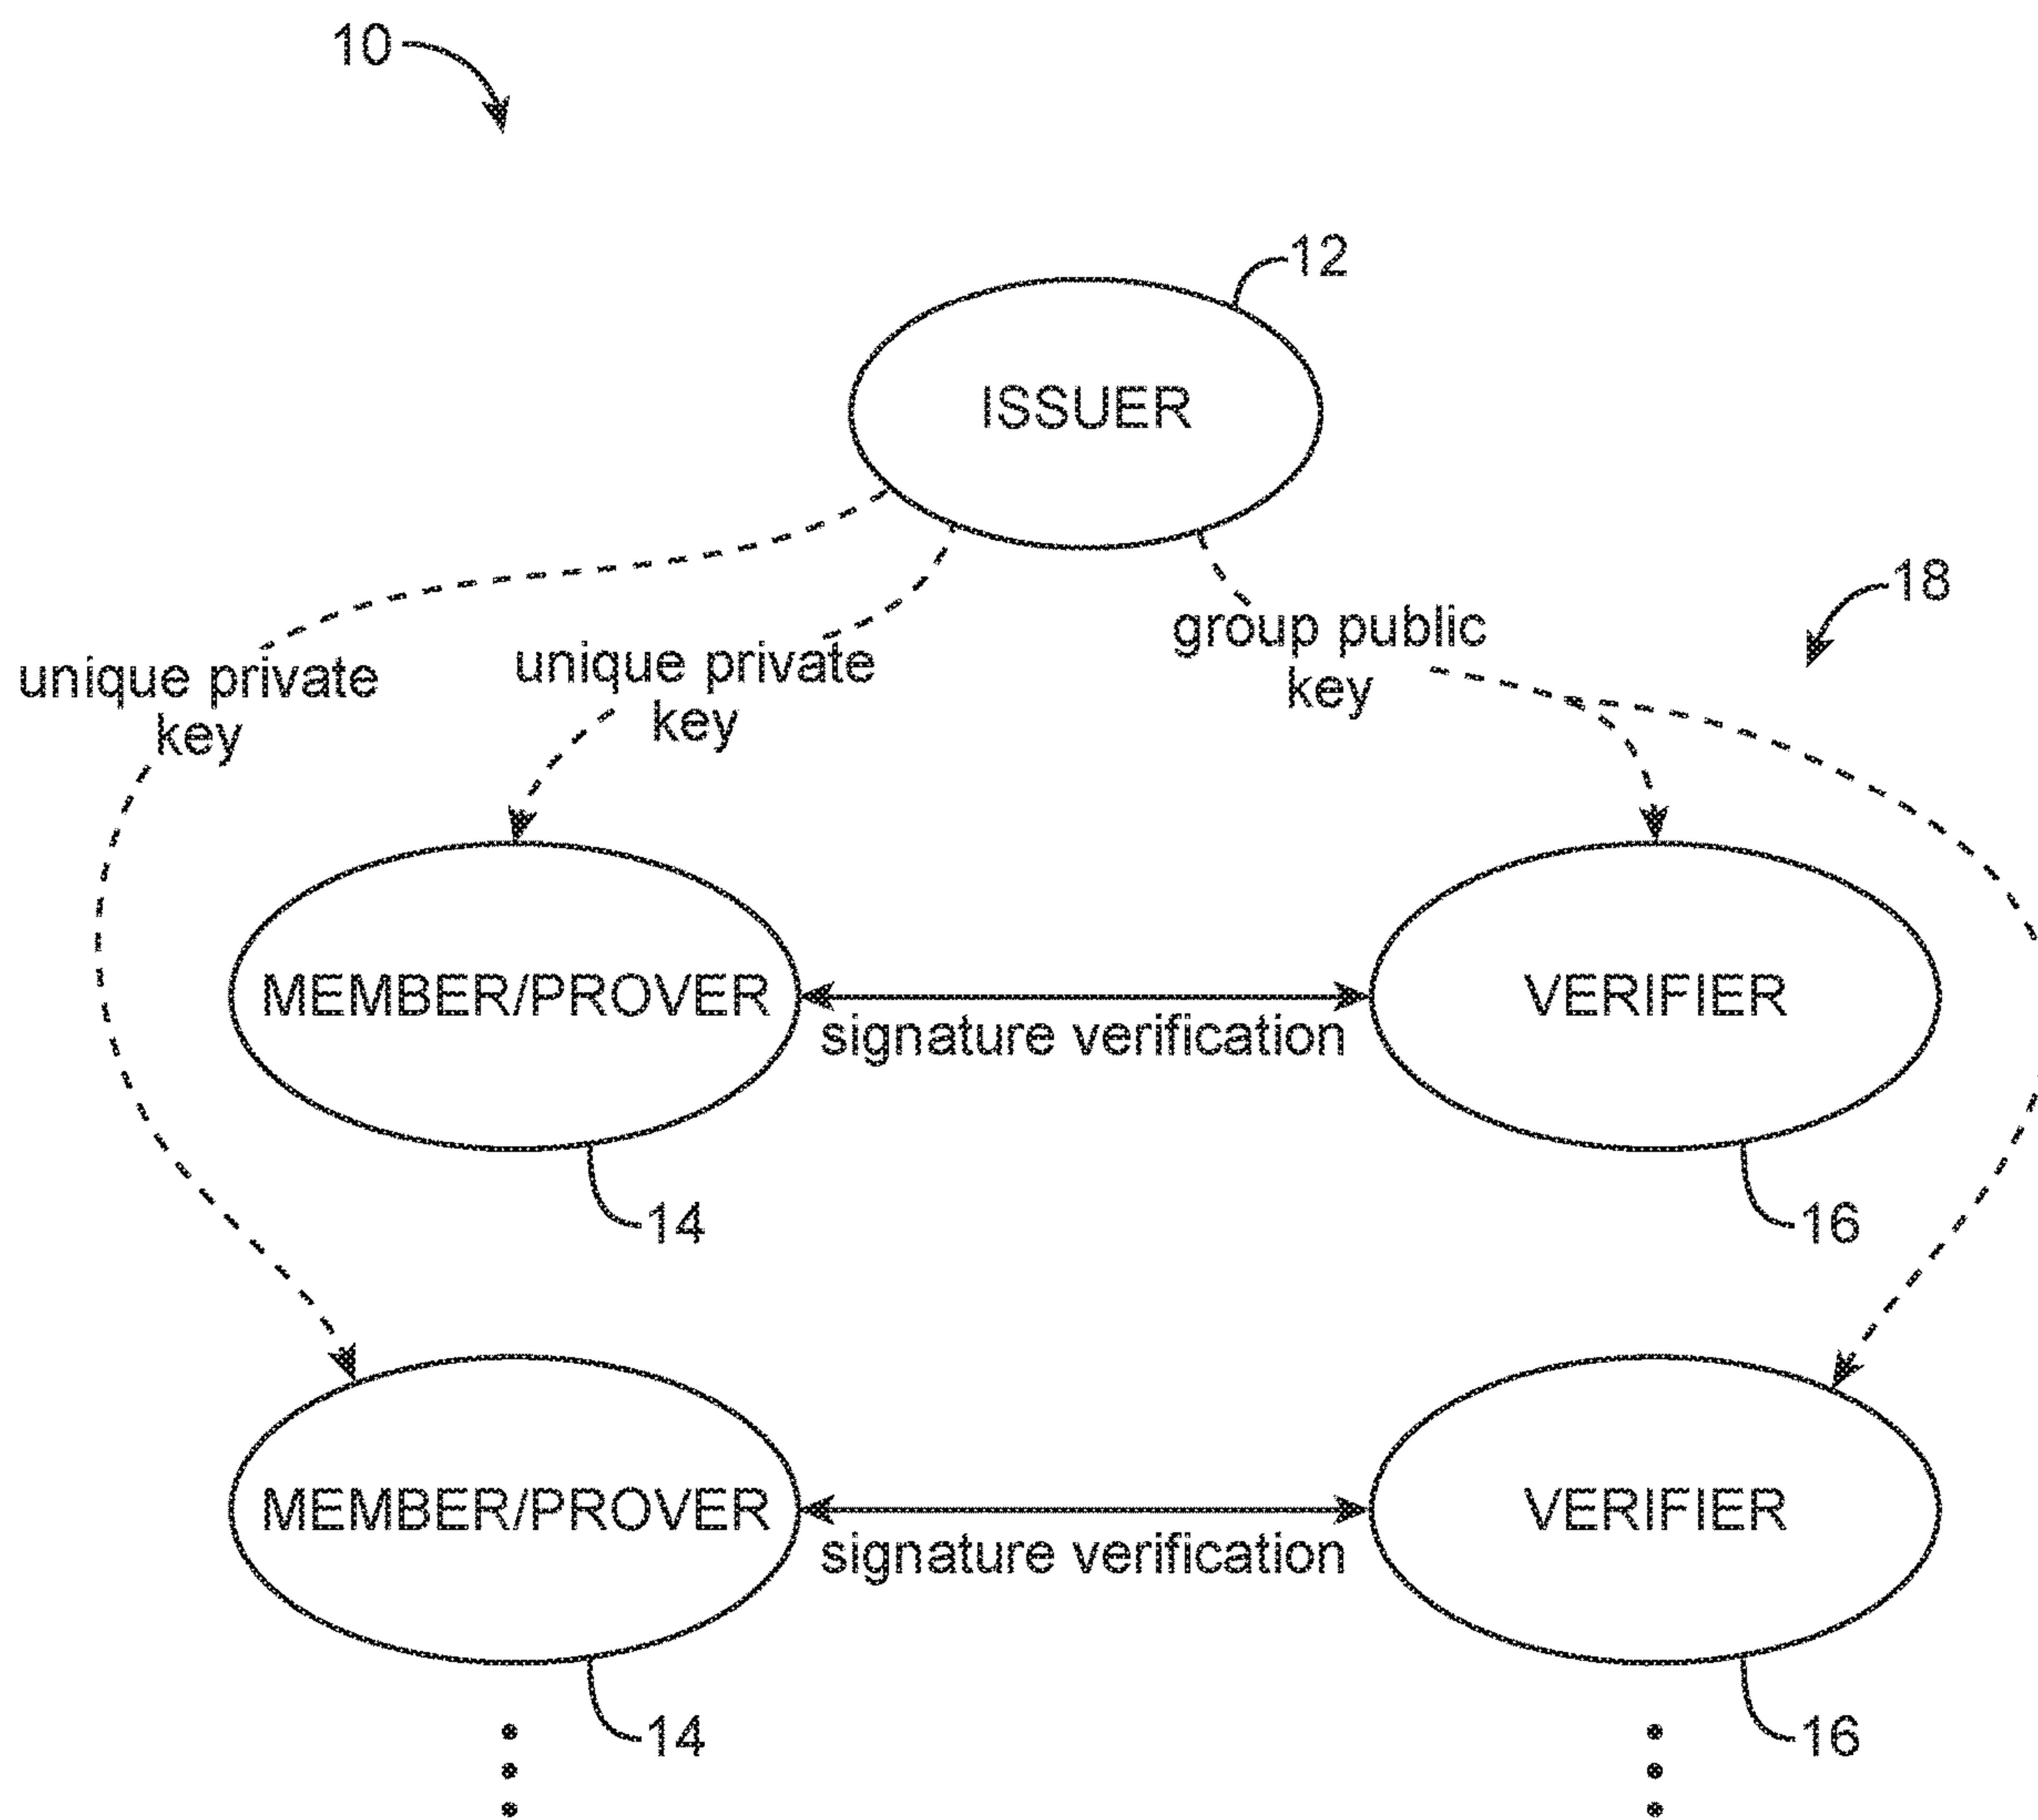 10
12
ISSUER
18
group public
key
unique private
key
unique private
key
MEMBER/PROVER
signature verification
VERIFIER
14
16
MEMBER/PROVER
signature verification
VERIFIER
14
16